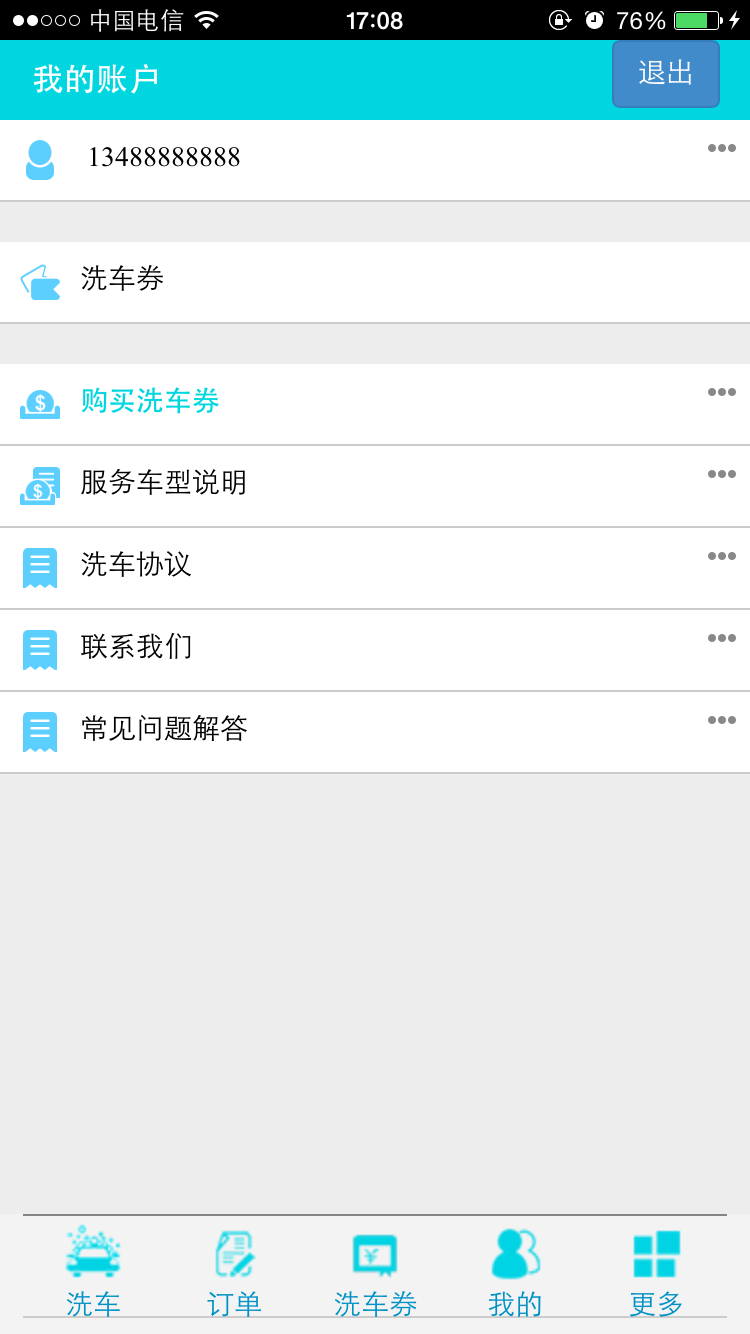 中国电信 17:08 76%
我的账户 退出
13488888888
洗车券
购买洗车券
服务车型说明
洗车协议
联系我们
常见问题解答
洗车 订单 洗车券 我的 更多